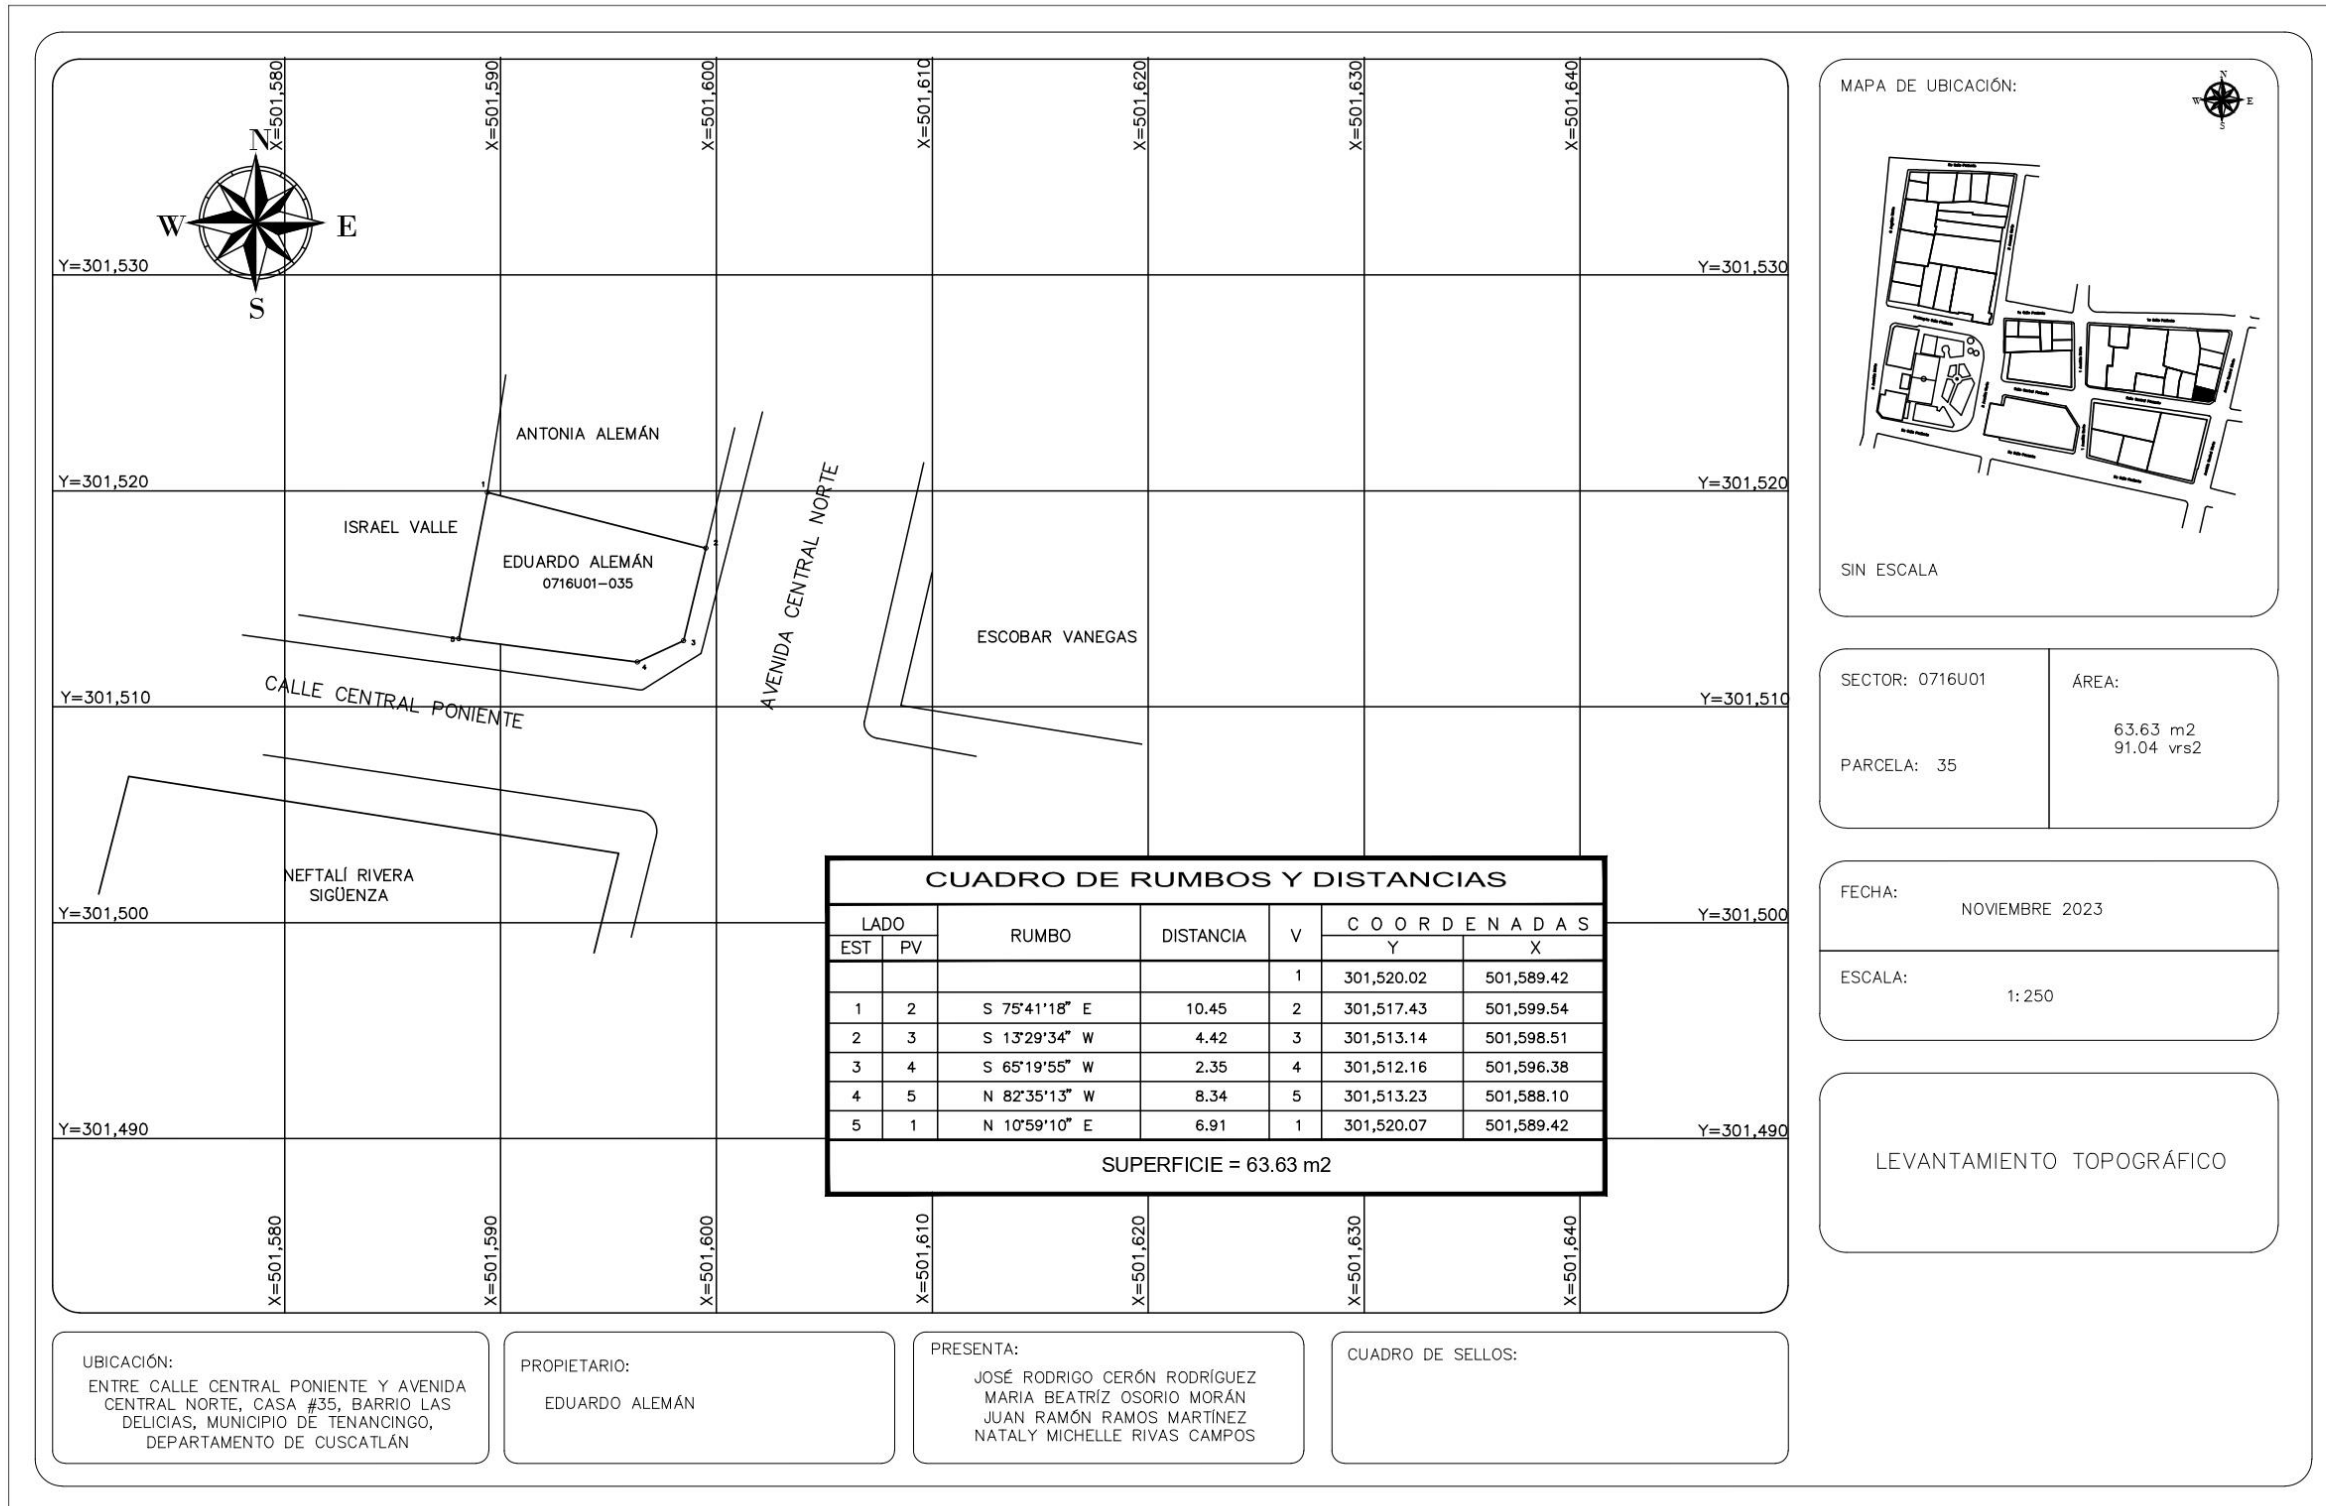 X=501,580
X=501,590
X=501,600
X=501,610
X=501,620
X=501,630
X=501,640
N
W E
S
Y=301,530 Y=301,530
ANTONIA ALEMÁN
Y=301,520 Y=301,520
1
ISRAEL VALLE
2
EDUARDO ALEMÁN
0716U01-035
AVENIDA CENTRAL NORTE
5
3
4
ESCOBAR VANEGAS
CALLE CENTRAL PONIENTE
Y=301,510 Y=301,510
NEFTALÍ RIVERA
SIGÜENZA
Y=301,500 Y=301,500
CUADRO DE RUMBOS Y DISTANCIAS
LADO RUMBO DISTANCIA V COORDENADAS
EST PV Y X
1 301,520.02 501,589.42
1 2 S 75°41'18" E 10.45 2 301,517.43 501,599.54
2 3 S 13°29'34" W 4.42 3 301,513.14 501,598.51
3 4 S 65°19'55" W 2.35 4 301,512.16 501,596.38
4 5 N 82°35'13" W 8.34 5 301,513.23 501,588.10
5 1 N 10°59'10" E 6.91 1 301,520.07 501,589.42
SUPERFICIE = 63.63 m2
Y=301,490 Y=301,490
X=501,580
X=501,590
X=501,600
X=501,610
X=501,620
X=501,630
X=501,640
MAPA DE UBICACIÓN:
N
W E
S
SIN ESCALA
SECTOR: 0716U01
PARCELA: 35
ÁREA:
63.63 m2
91.04 vrs2
FECHA:
NOVIEMBRE 2023
ESCALA:
1:250
LEVANTAMIENTO TOPOGRÁFICO
UBICACIÓN:
ENTRE CALLE CENTRAL PONIENTE Y AVENIDA
CENTRAL NORTE, CASA #35, BARRIO LAS
DELICIAS, MUNICIPIO DE TENANCINGO,
DEPARTAMENTO DE CUSCATLÁN
PROPIETARIO:
EDUARDO ALEMÁN
PRESENTA:
JOSÉ RODRIGO CERÓN RODRÍGUEZ
MARIA BEATRÍZ OSORIO MORÁN
JUAN RAMÓN RAMOS MARTÍNEZ
NATALY MICHELLE RIVAS CAMPOS
CUADRO DE SELLOS: